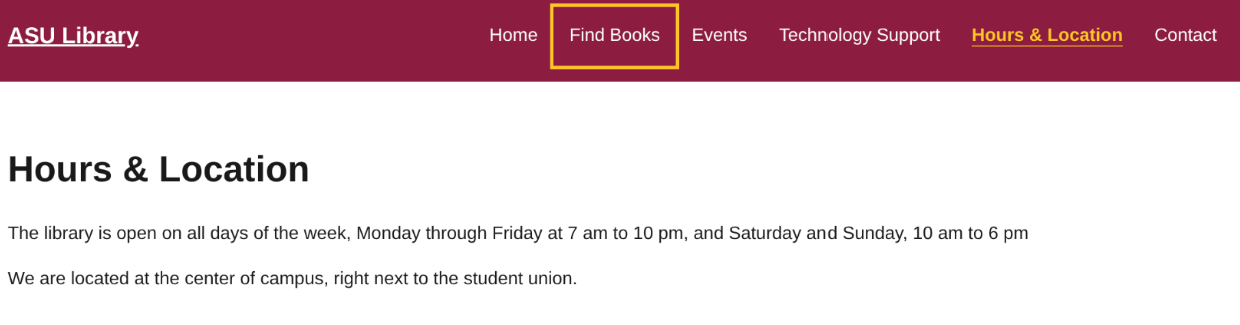 ASU Library Home Find Books Events Technology Support Hours & Location Contact
Hours & Location
The library is open on all days of the week, Monday through Friday at 7 am to 10 pm, and Saturday and Sunday, 10 am to 6 pm
We are located at the center of campus, right next to the student union.